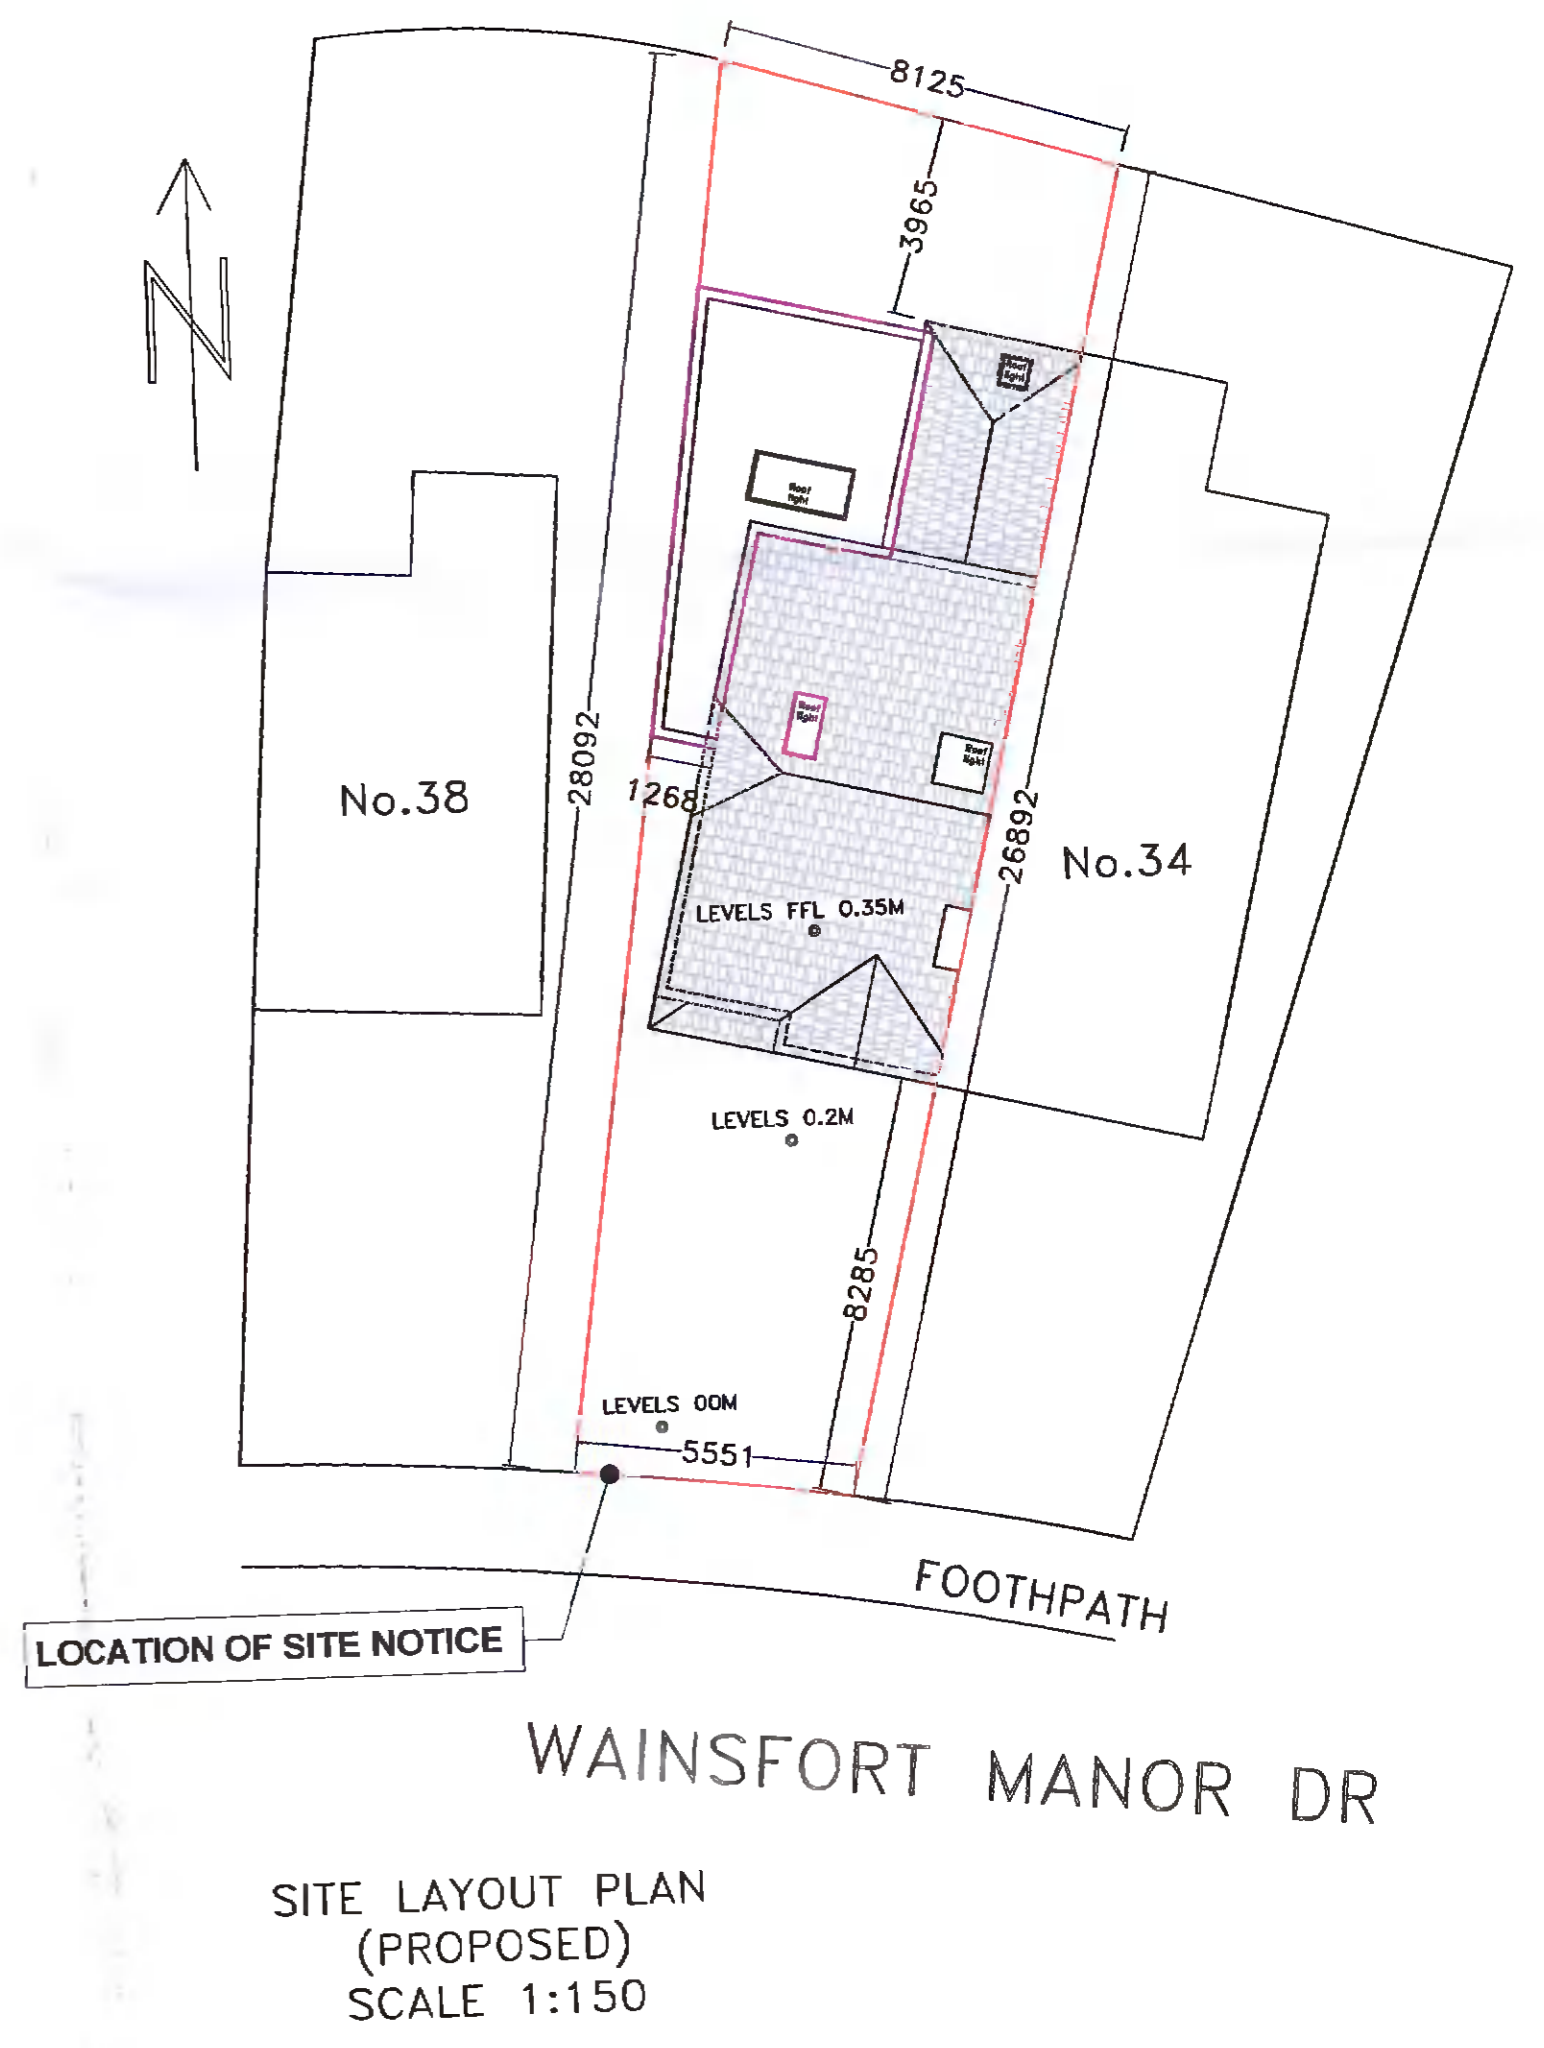 8125
3965
N
Roof
light
Roof
light
Roof
light
Roof
light
28092
1268
No.38
26892
No.34
LEVELS FFL 0.35M
LEVELS 0.2M
8285
LEVELS 00M
5551
FOOTHPATH
LOCATION OF SITE NOTICE
WAINSFORT MANOR DR
SITE LAYOUT PLAN
(PROPOSED)
SCALE 1:150